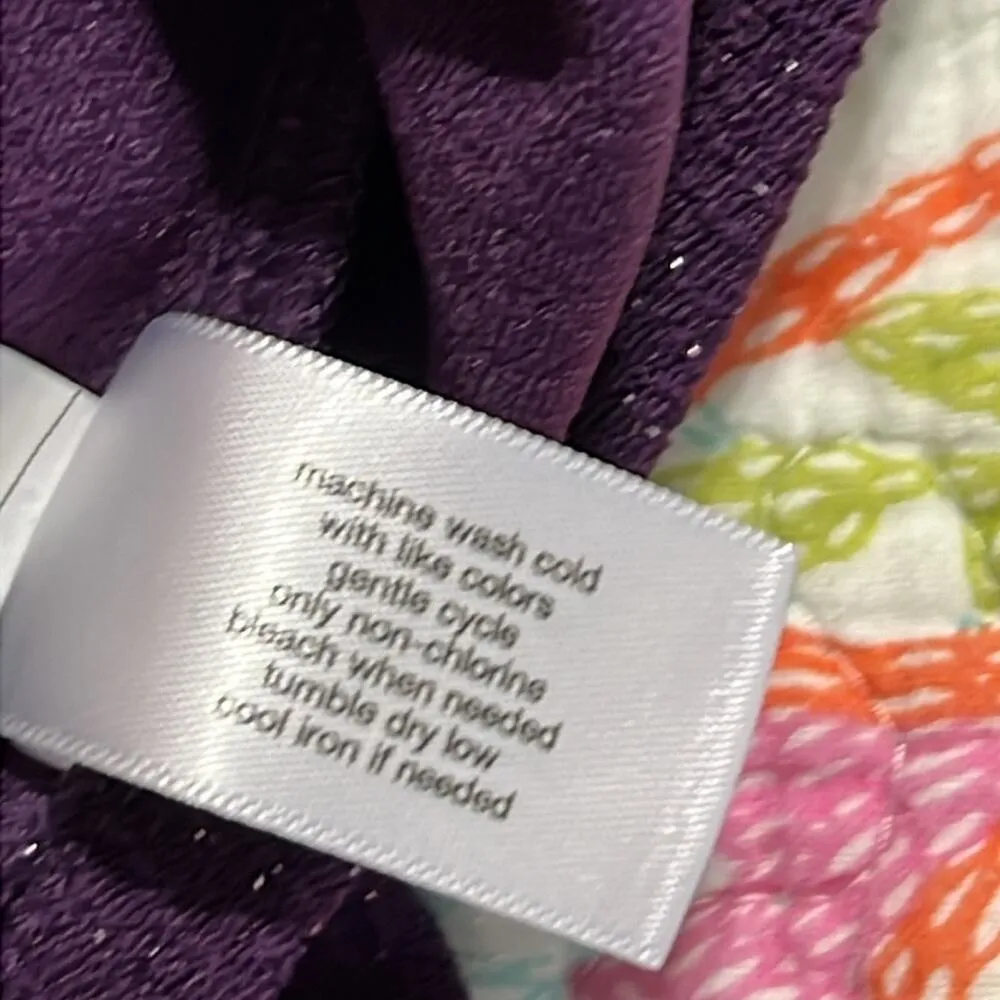 machine wash cold
with like colors
gentle cycle
only non-chlorine
bleach when needed
tumble dry low
cool iron if needed